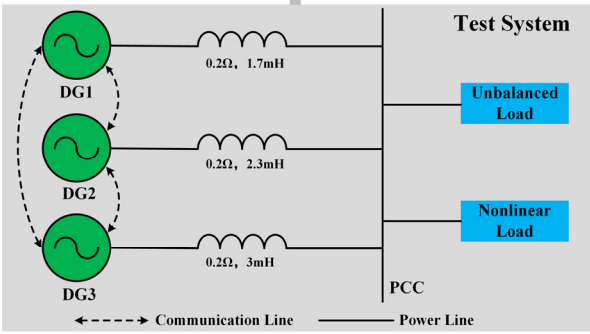 Test System
DG1
0.2Ω, 1.7mH
Unbalanced
Load
DG2
0.2Ω, 2.3mH
Nonlinear
Load
DG3
0.2Ω, 3mH
PCC
Communication Line
Power Line